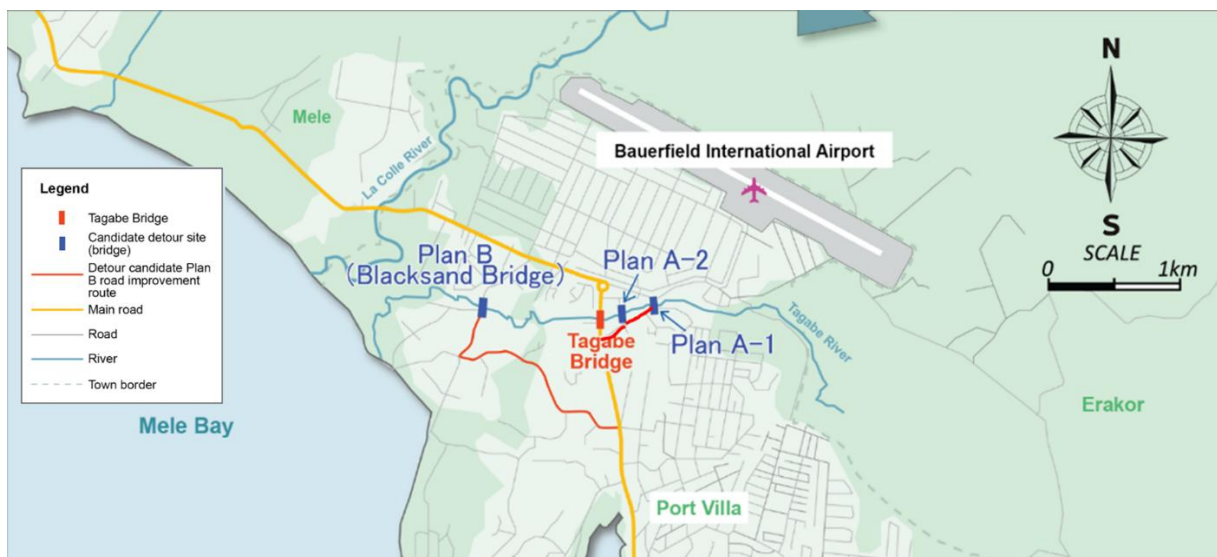 N
S
SCALE
0
1km
Bauerfield International Airport
Mele
La Colle River
Plan B
(Blacksand Bridge)
Plan A-2
Plan A-1
Tagabe
Bridge
Tagabe River
Erakor
Port Villa
Mele Bay
Legend
Tagabe Bridge
Candidate detour site
(bridge)
Detour candidate Plan
B road improvement
route
Main road
Road
River
Town border